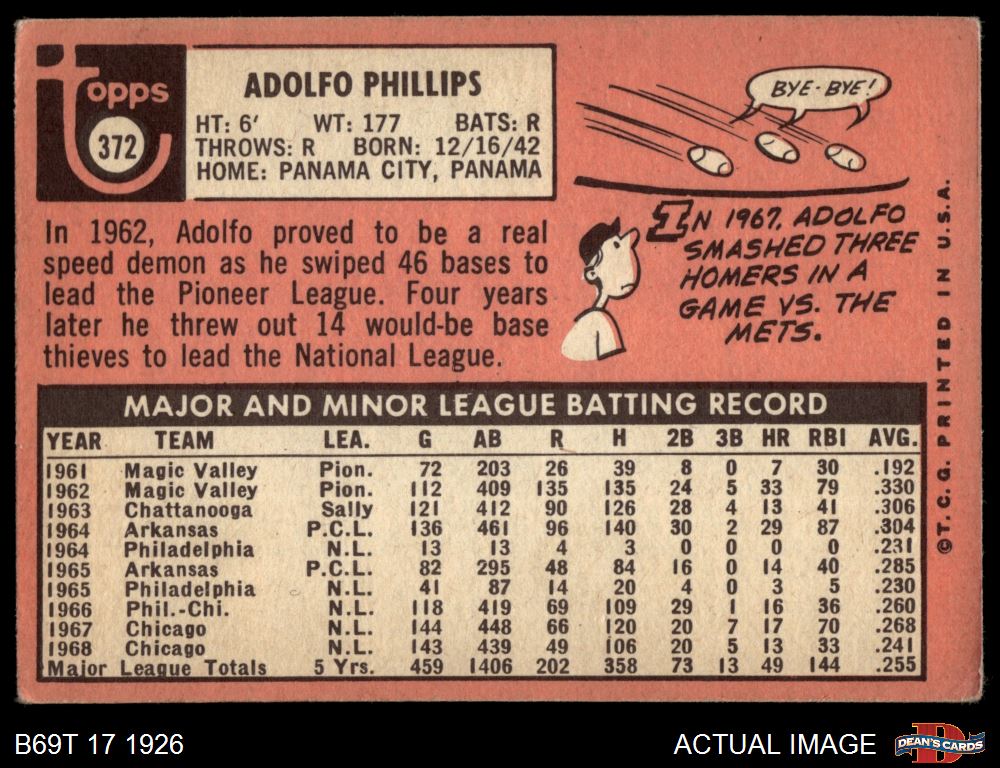 Topps
372
ADOLFO PHILLIPS
HT: 6' WT: 177 BATS: R
THROWS: R BORN: 12/16/42
HOME: PANAMA CITY, PANAMA
In 1962, Adolfo proved to be a real
speed demon as he swiped 46 bases to
lead the Pioneer League. Four years
later he threw out 14 would-be base
thieves to lead the National League.
BYE-BYE!
IN 1967, ADOLFO
SMASHED THREE
HOMERS IN A
GAME VS. THE
METS.
©T.C.G. PRINTED IN U.S.A.
MAJOR AND MINOR LEAGUE BATTING RECORD
YEAR TEAM LEA. G AB R H 2B 3B HR RBI AVG.
1961 Magic Valley Pion. 72 203 26 39 8 0 7 30 .192
1962 Magic Valley Pion. 112 409 135 135 24 5 33 79 .330
1963 Chattanooga Sally 121 412 90 126 28 4 13 41 .306
1964 Arkansas P.C.L. 136 461 96 140 30 2 29 87 .304
1964 Philadelphia N.L. 13 13 4 3 0 0 0 0 .231
1965 Arkansas P.C.L. 82 295 48 84 16 0 14 40 .285
1965 Philadelphia N.L. 41 87 14 20 4 0 3 5 .230
1966 Phil.-Chi. N.L. 118 419 69 109 29 1 16 36 .260
1967 Chicago N.L. 144 448 66 120 20 7 17 70 .268
1968 Chicago N.L. 143 439 49 106 20 5 13 33 .241
Major League Totals 5 Yrs. 459 1406 202 358 73 13 49 144 .255
B69T 17 1926
ACTUAL IMAGE
DEAN'S CARDS